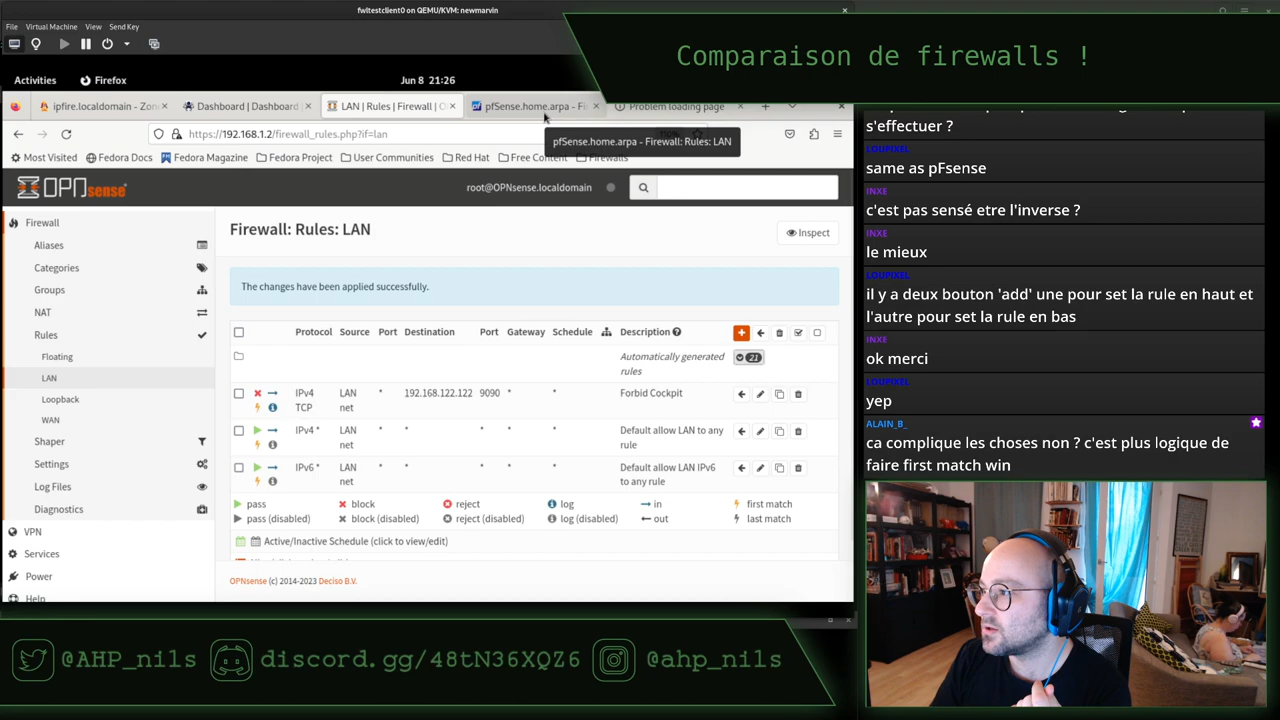 fwltestclient0 on QEMU/KVM: newmarvin
File Virtual Machine View Send Key
Comparaison de firewalls !
Activities Firefox Jun 8 21:26
ipfire.localdomain - Zon Dashboard | Dashboard | LAN | Rules | Firewall | O pfSense.home.arpa - Fi Problem loading page
https://192.168.1.2/firewall_rules.php?if=lan
pfSense.home.arpa - Firewall: Rules: LAN
Most Visited Fedora Docs Fedora Magazine Fedora Project User Communities Red Hat Free Content Firewalls
OPNsense
root@OPNsense.localdomain
Firewall
Aliases
Categories
Groups
NAT
Rules
Floating
LAN
Loopback
WAN
Shaper
Settings
Log Files
Diagnostics
VPN
Services
Power
Help
Firewall: Rules: LAN
Inspect
The changes have been applied successfully.
Protocol Source Port Destination Port Gateway Schedule Description
Automatically generated
rules
21
IPv4 LAN * 192.168.122.122 9090 * * Forbid Cockpit
TCP net
IPv4 * LAN * * * * * Default allow LAN to any
net rule
IPv6 * LAN * * * * * Default allow LAN IPv6
net to any rule
pass block reject log in first match
pass (disabled) block (disabled) reject (disabled) log (disabled) out last match
Active/Inactive Schedule (click to view/edit)
OPNsense (c) 2014-2023 Deciso B.V.
s'effectuer ?
LOUPIXEL
same as pFsense
INXE
c'est pas sensé etre l'inverse ?
INXE
le mieux
LOUPIXEL
il y a deux bouton 'add' une pour set la rule en haut et
l'autre pour set la rule en bas
INXE
ok merci
LOUPIXEL
yep
ALAIN_B_
ca complique les choses non ? c'est plus logique de
faire first match win
@AHP_nils discord.gg/48tN36XQZ6 @ahp_nils